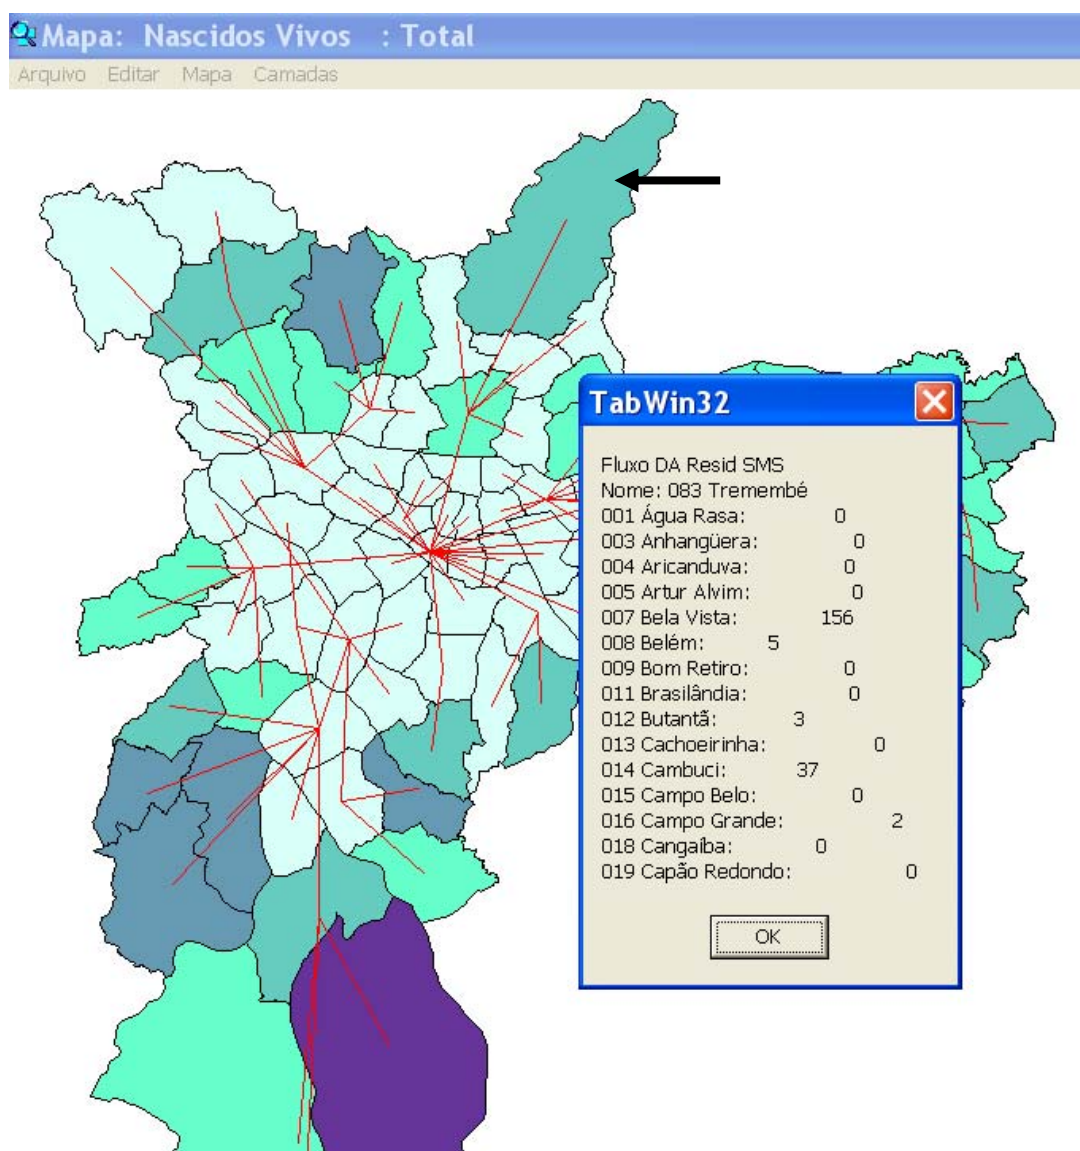 Mapa: Nascidos Vivos : Total
Arquivo Editar Mapa Camadas
TabWin32
Fluxo DA Resid SMS
Nome: 083 Tremembé
001 Água Rasa: 0
003 Anhangüera: 0
004 Aricanduva: 0
005 Artur Alvim: 0
007 Bela Vista: 156
008 Belém: 5
009 Bom Retiro: 0
011 Brasilândia: 0
012 Butantã: 3
013 Cachoeirinha: 0
014 Cambuci: 37
015 Campo Belo: 0
016 Campo Grande: 2
018 Cangaíba: 0
019 Capão Redondo: 0
OK